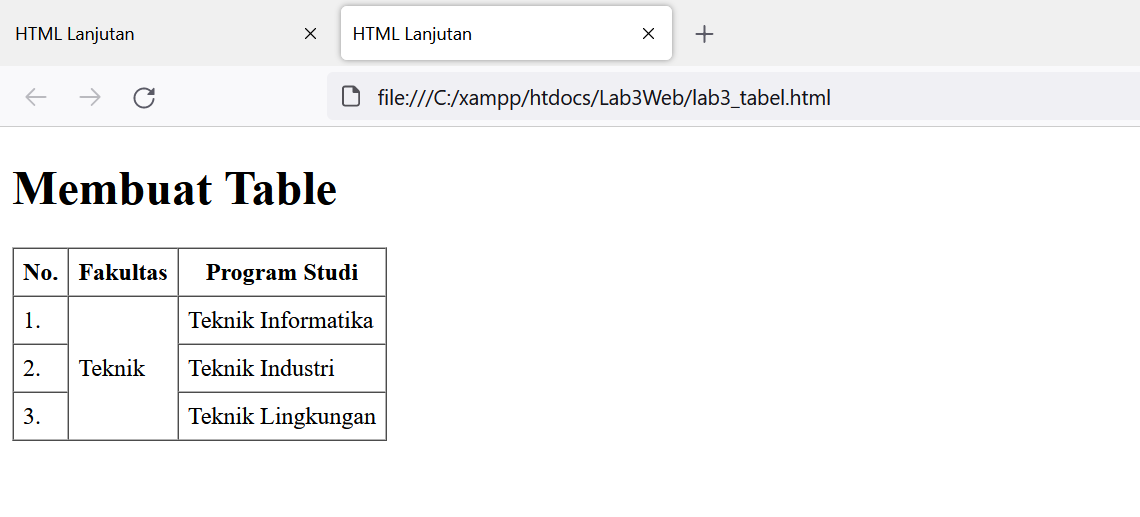 HTML Lanjutan
HTML Lanjutan
file:///C:/xampp/htdocs/Lab3Web/lab3_tabel.html
Membuat Table
No. Fakultas Program Studi
1. Teknik Informatika
2. Teknik Teknik Industri
3. Teknik Lingkungan